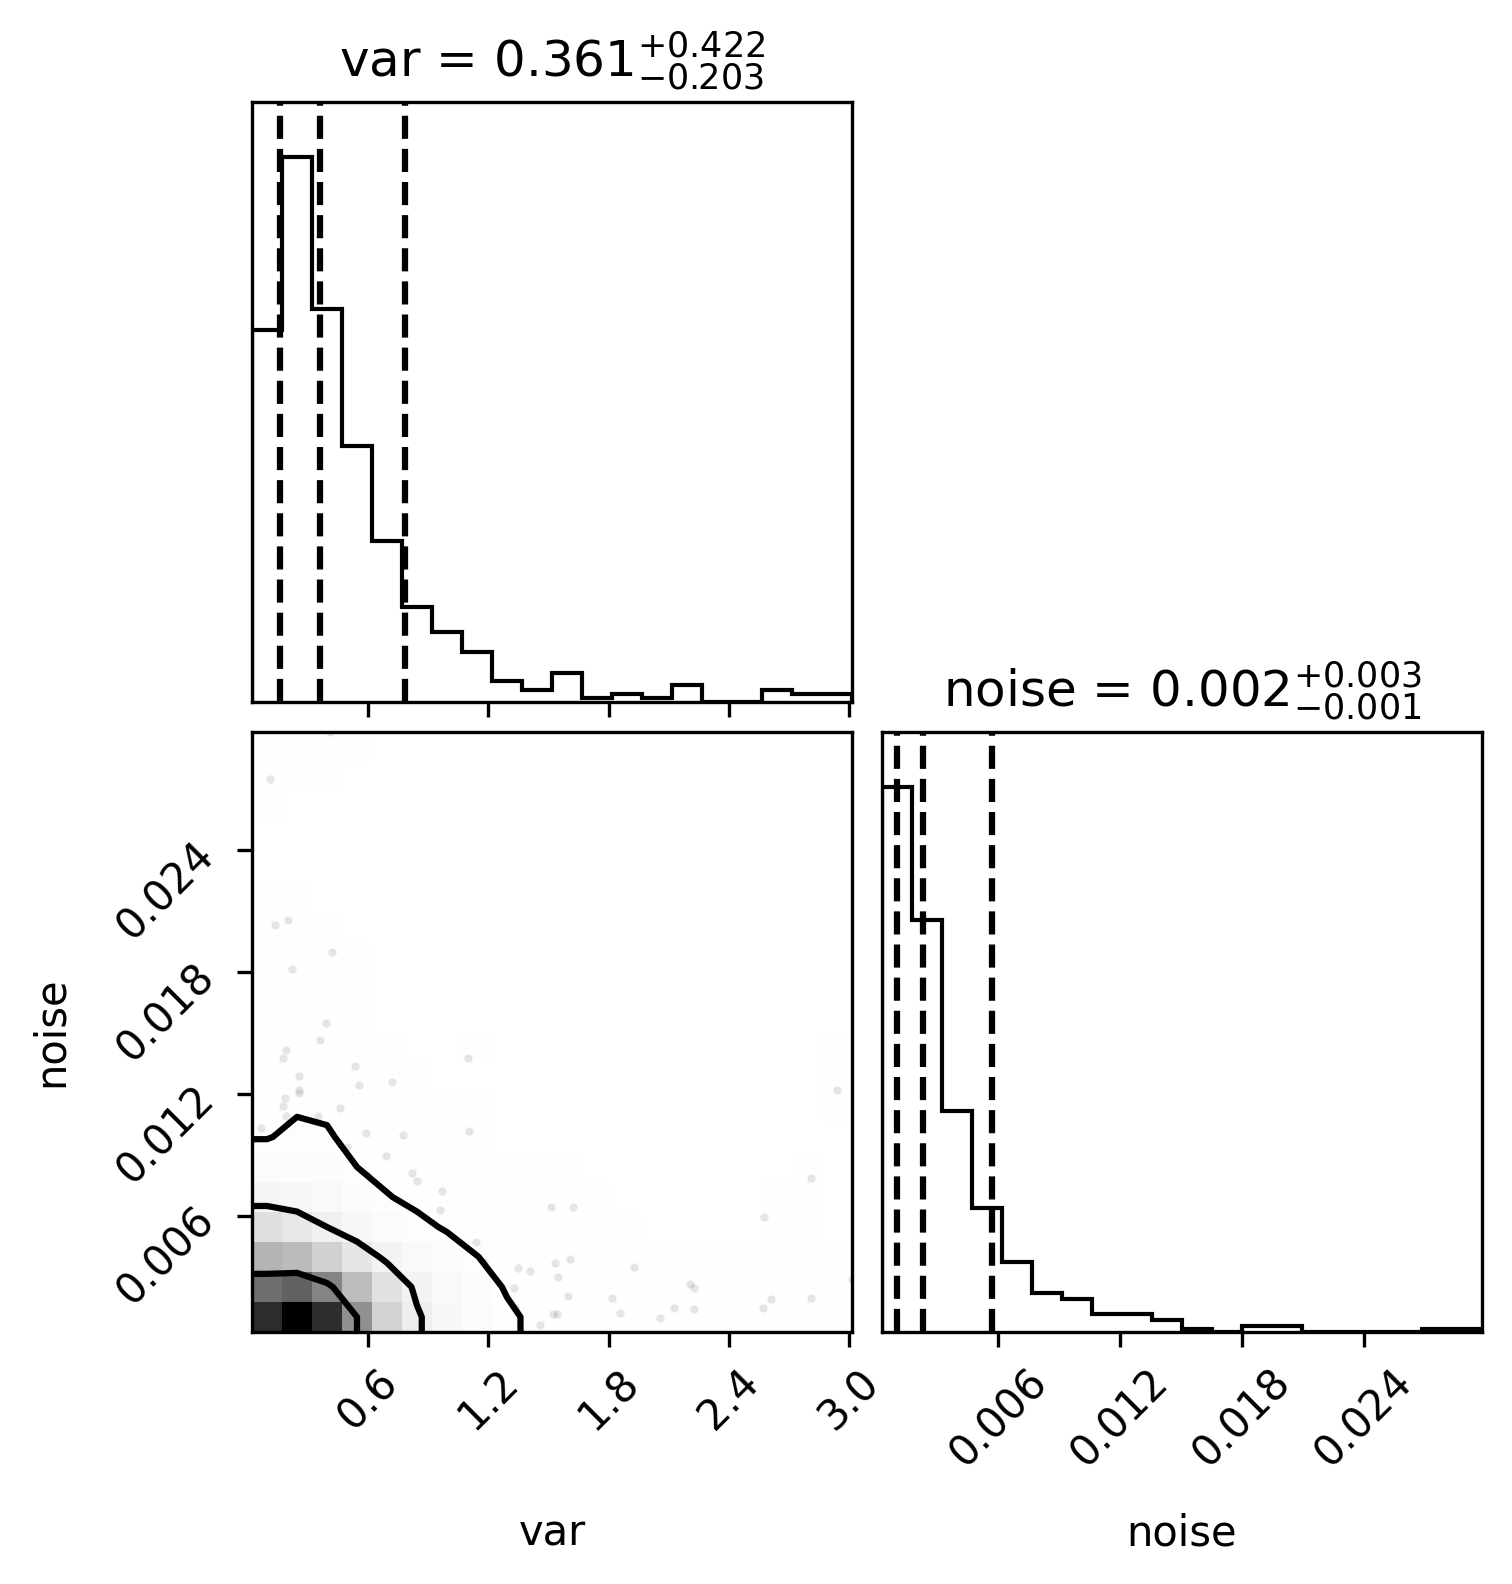 var = 0.361+0.422−0.203
noise = 0.002+0.003−0.001
0.024
0.018
0.012
0.006
noise
0.6 1.2 1.8 2.4 3.0
var
0.006 0.012 0.018 0.024
noise